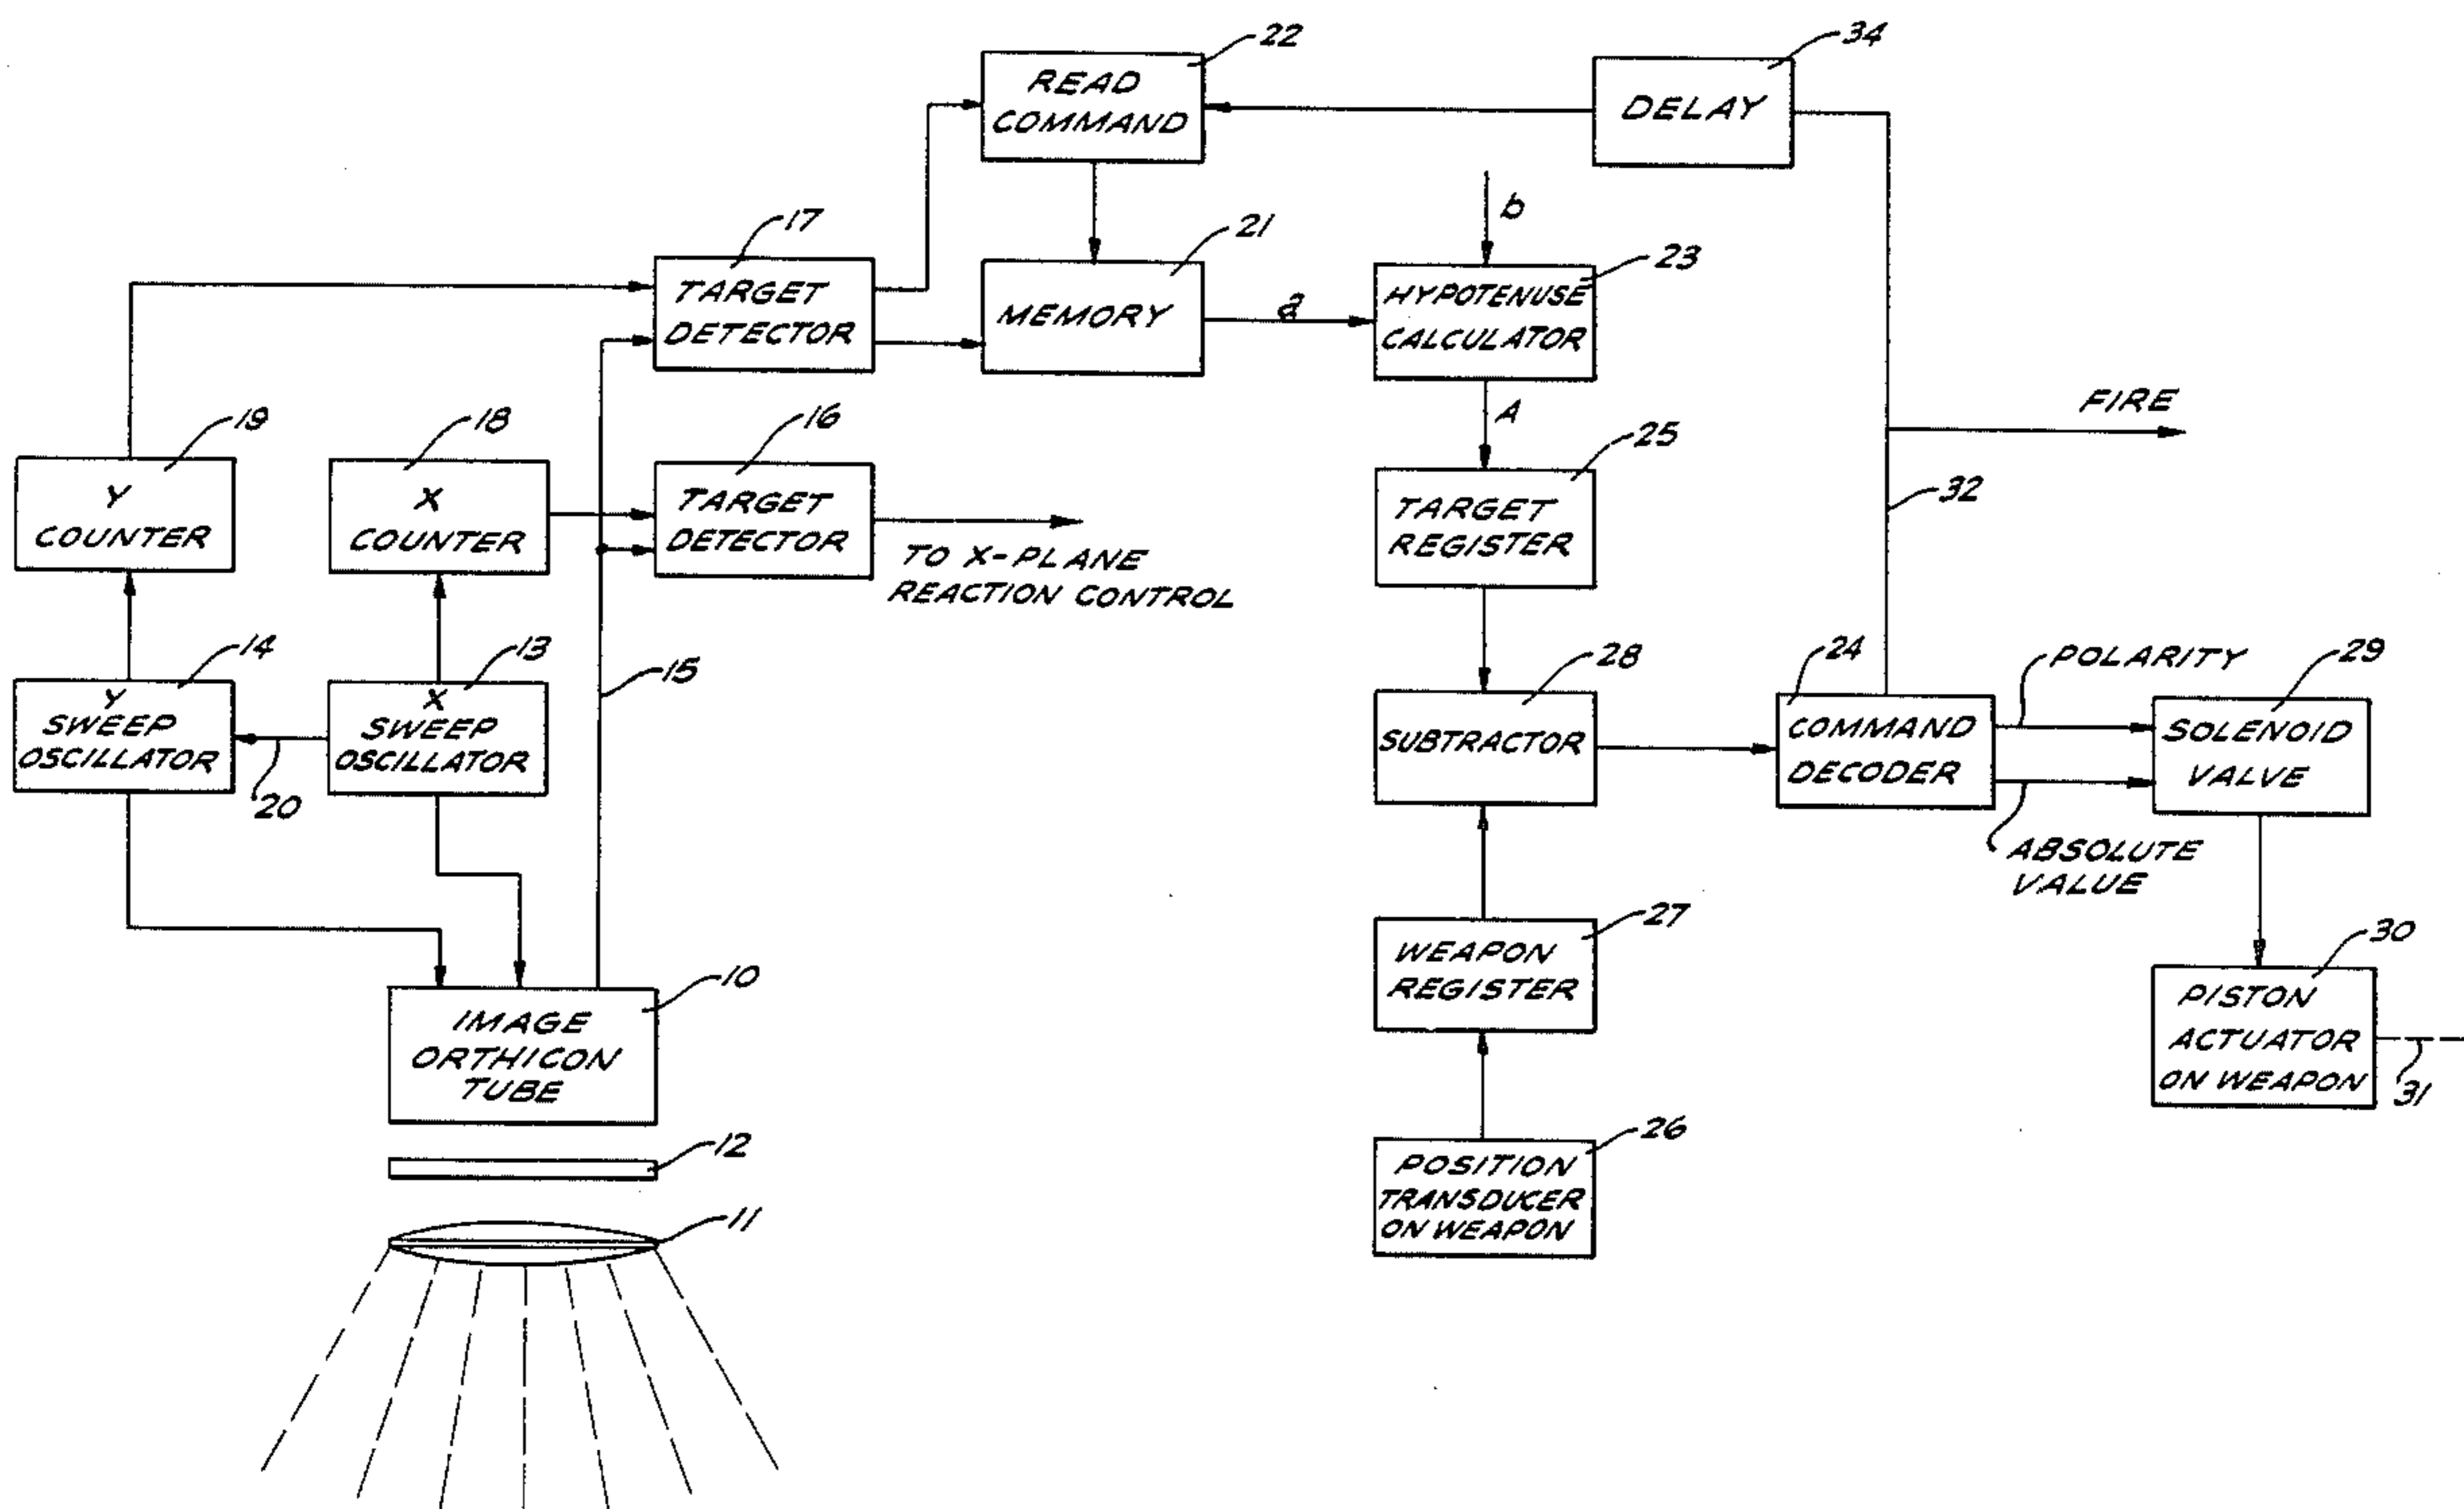 22
READ
COMMAND
34
DELAY
17
TARGET
DETECTOR
21
MEMORY
a
b
23
HYPOTENUSE
CALCULATOR
A
19
Y
COUNTER
18
X
COUNTER
16
TARGET
DETECTOR
TO X-PLANE
REACTION CONTROL
25
TARGET
REGISTER
FIRE
32
14
Y
SWEEP
OSCILLATOR
20
13
X
SWEEP
OSCILLATOR
15
28
SUBTRACTOR
24
COMMAND
DECODER
POLARITY
ABSOLUTE
VALUE
29
SOLENOID
VALVE
27
WEAPON
REGISTER
30
PISTON
ACTUATOR
ON WEAPON
31
10
IMAGE
ORTHICON
TUBE
12
11
26
POSITION
TRANSDUCER
ON WEAPON